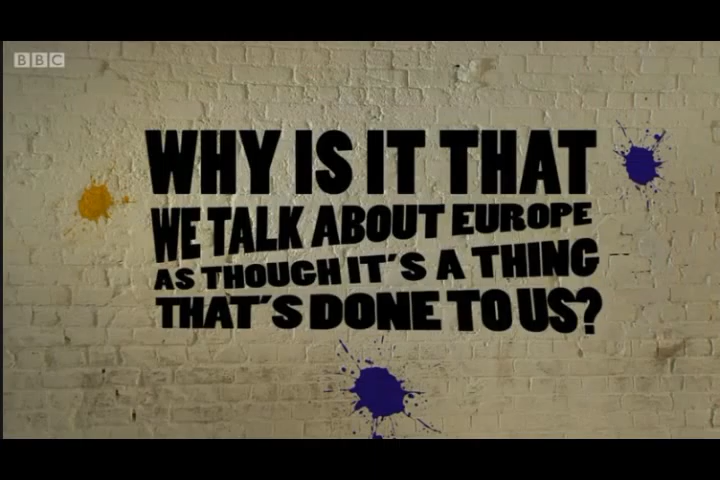 BBC
WHY IS IT THAT
WE TALK ABOUT EUROPE
AS THOUGH IT'S A THING
THAT'S DONE TO US?